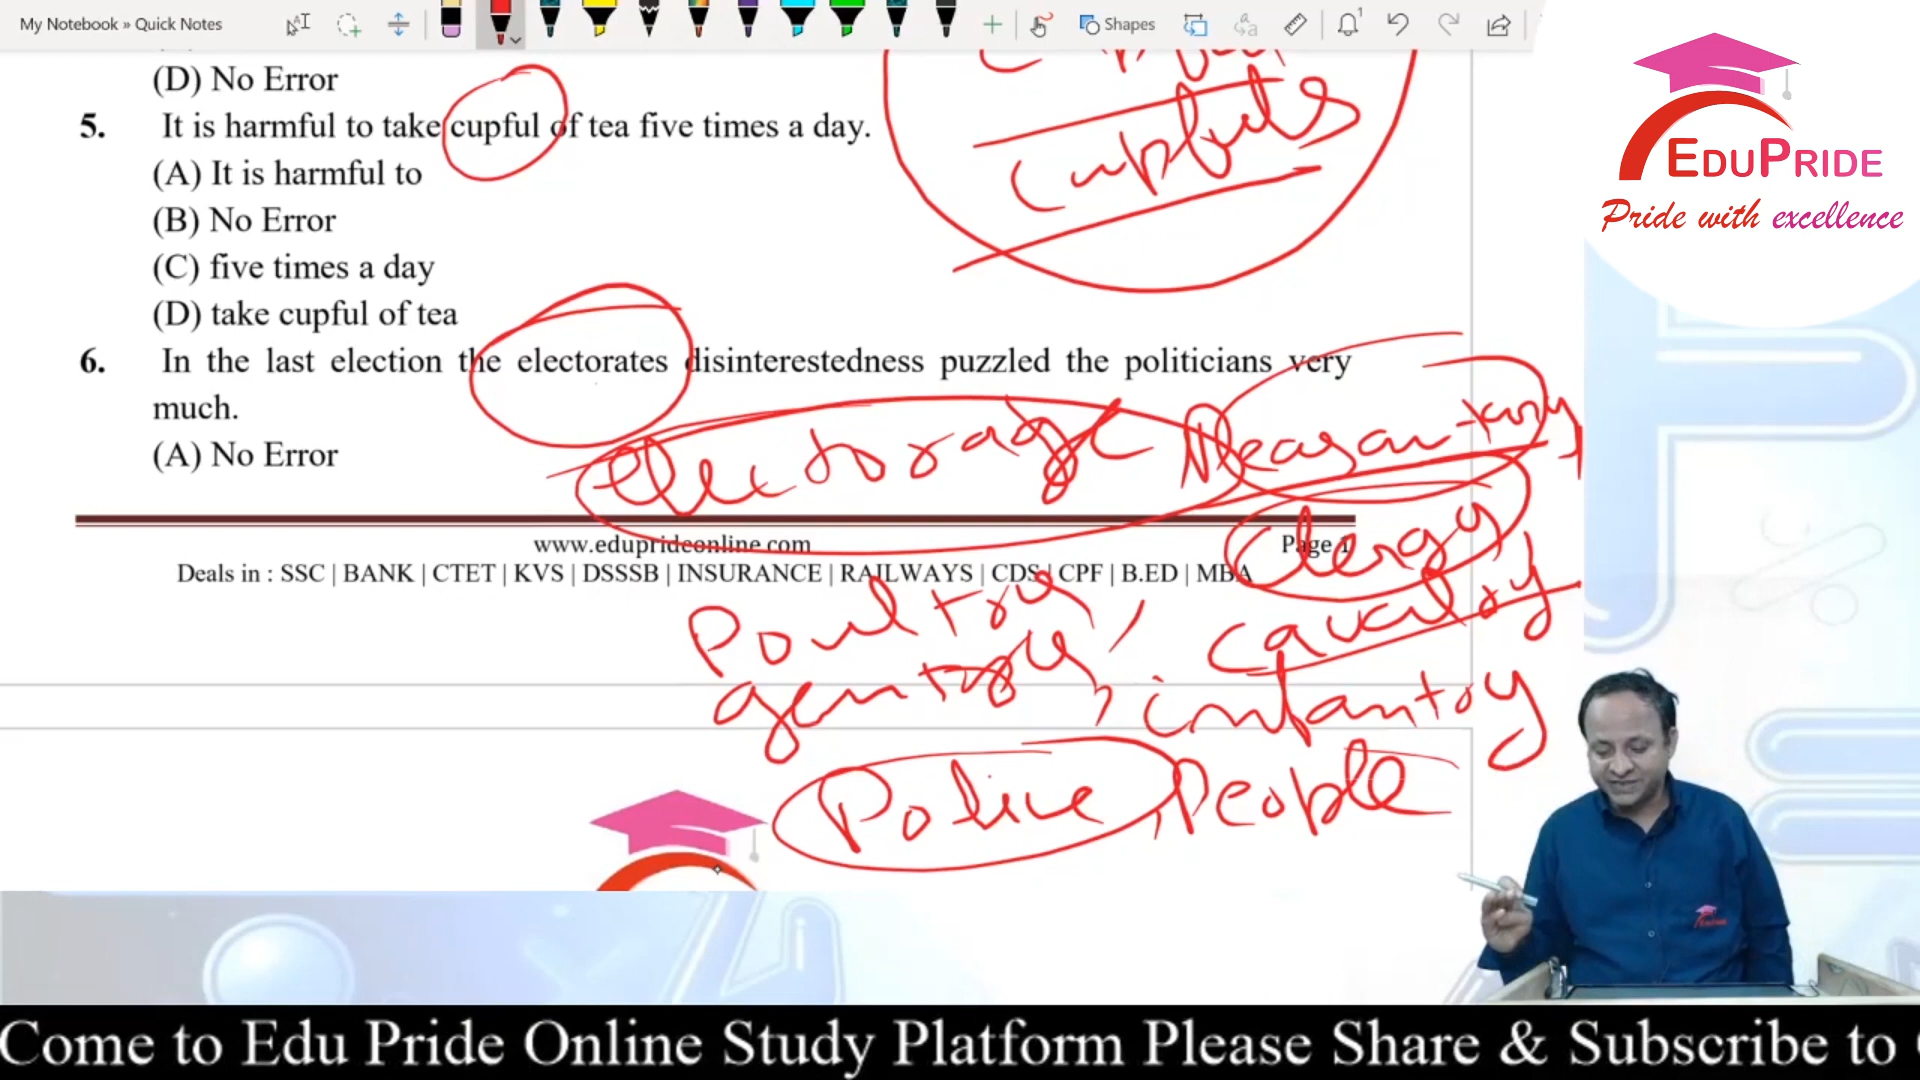 My Notebook » Quick Notes
Shapes
(D) No Error
5. It is harmful to take cupful of tea five times a day.
cupfuls
(A) It is harmful to
(B) No Error
(C) five times a day
(D) take cupful of tea
6. In the last election the electorates disinterestedness puzzled the politicians very
much.
(A) No Error
Peasantry
Clergy
www.eduprideonline.com
Page 1
Deals in : SSC | BANK | CTET | KVS | DSSSB | INSURANCE | RAILWAYS | CDS | CPF | B.ED | MBA
Poultry, cavalry
gentry, infantry
Police, People
EDUPRIDE
Pride with excellence
Come to Edu Pride Online Study Platform Please Share & Subscribe to